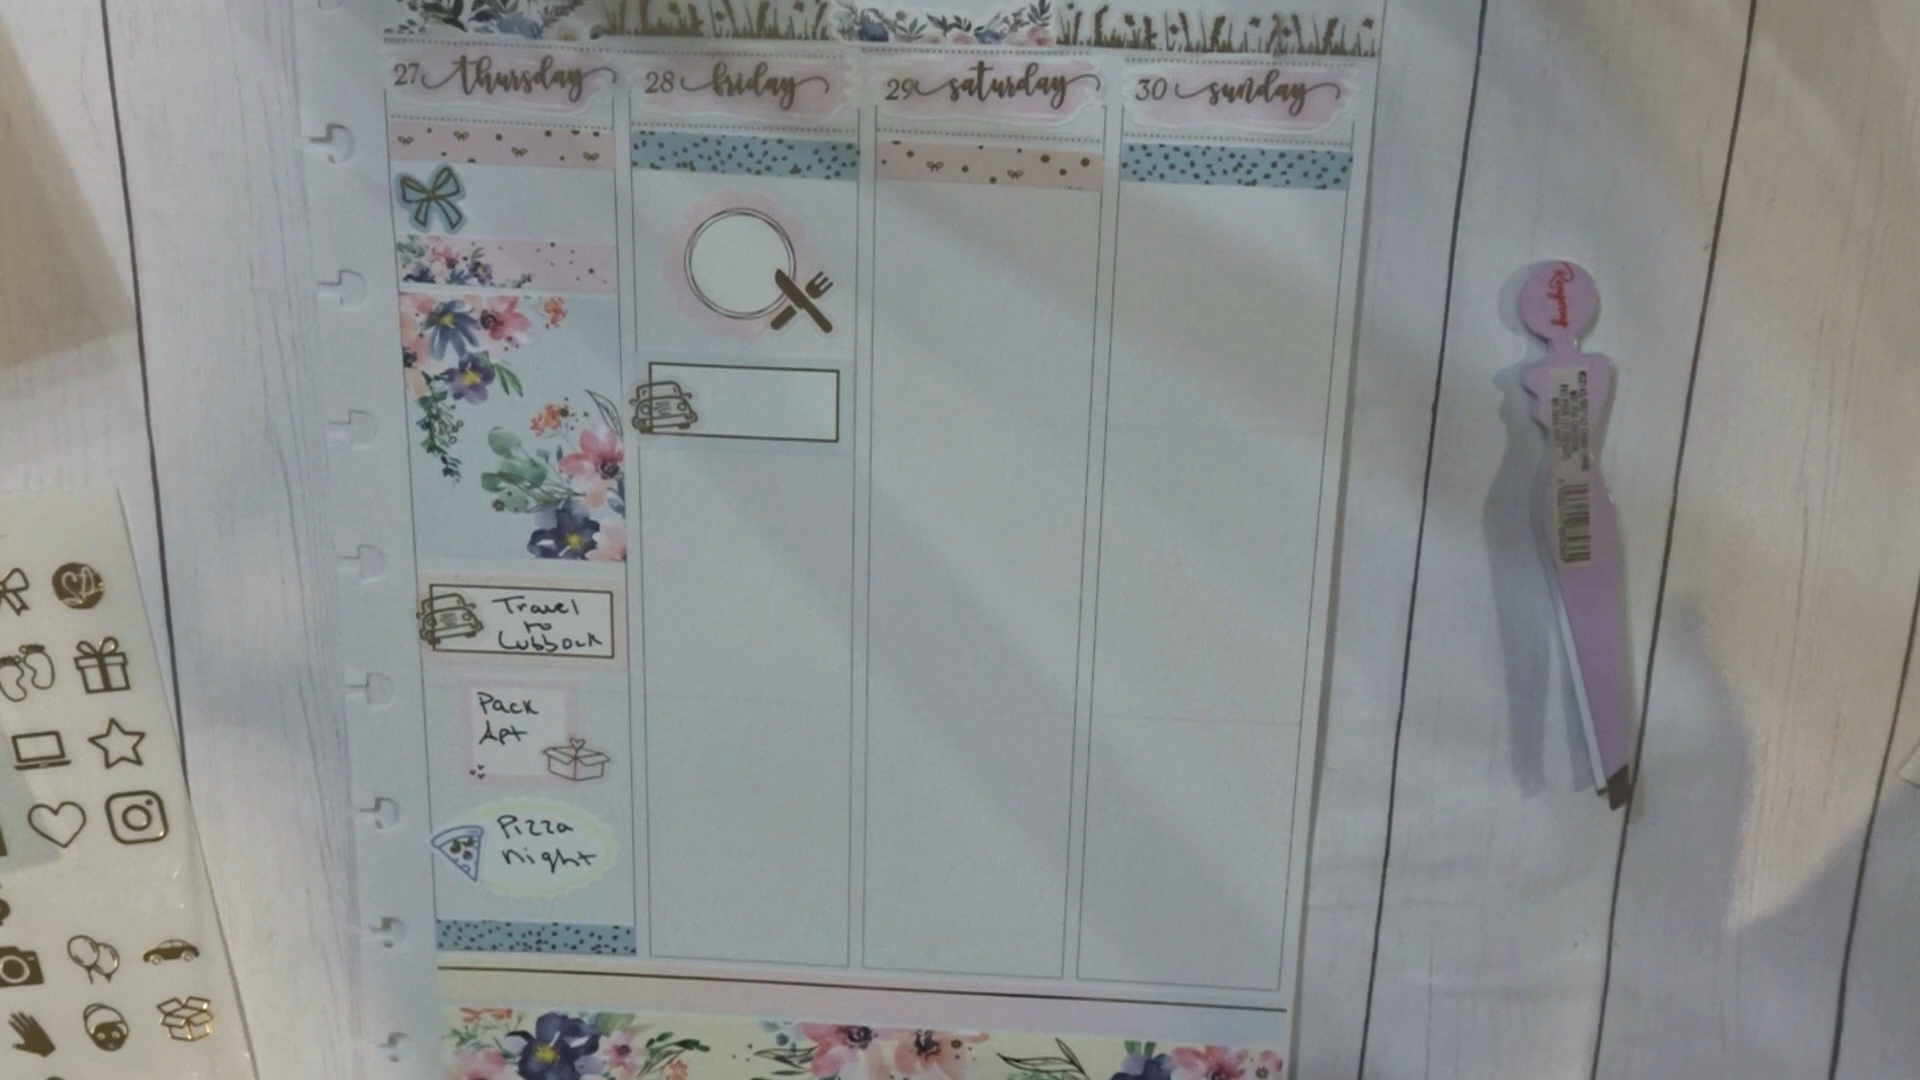 27 thursday
28 friday
29 saturday
30 sunday
Travel
to
Lubbock
Pack
Apt
Pizza
night